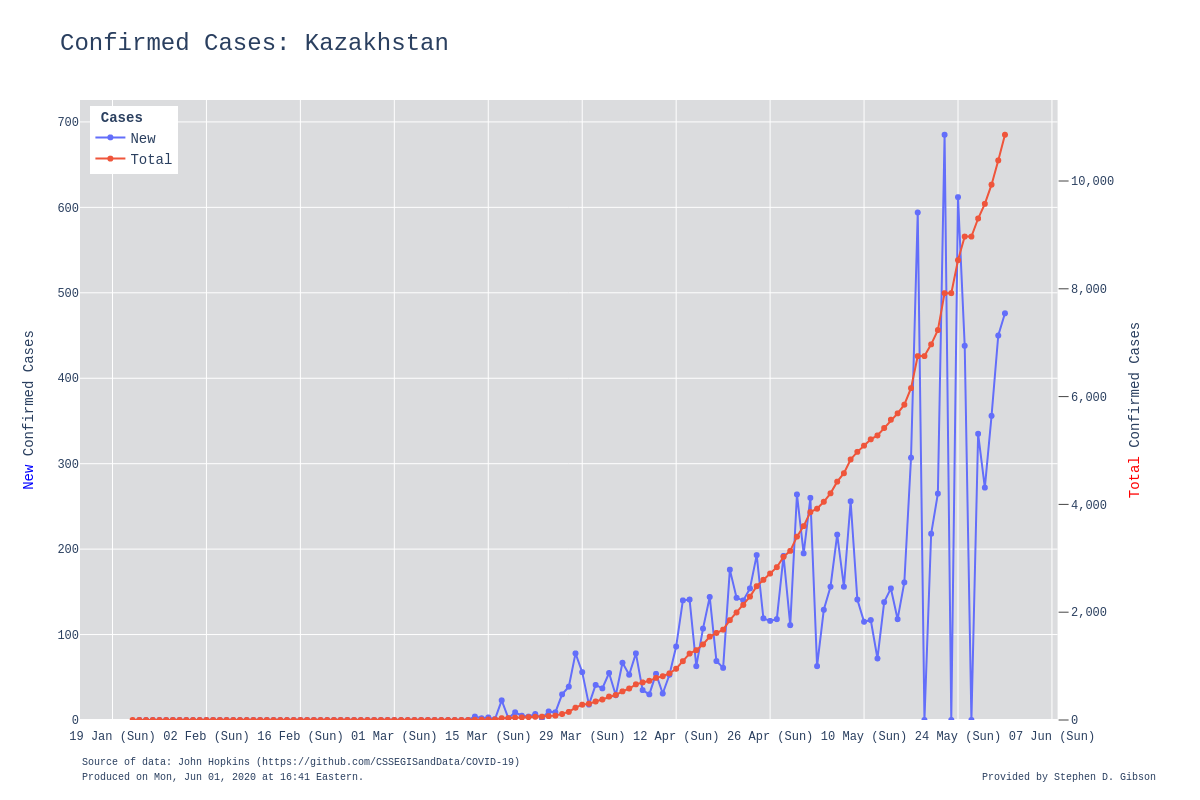 Confirmed Cases: Kazakhstan
Cases
New
Total
700
600
500
400
300
200
100
0
10,000
8,000
6,000
4,000
2,000
0
New Confirmed Cases
Total Confirmed Cases
19 Jan (Sun) 02 Feb (Sun) 16 Feb (Sun) 01 Mar (Sun) 15 Mar (Sun) 29 Mar (Sun) 12 Apr (Sun) 26 Apr (Sun) 10 May (Sun) 24 May (Sun) 07 Jun (Sun)
Source of data: John Hopkins (https://github.com/CSSEGISandData/COVID-19)
Produced on Mon, Jun 01, 2020 at 16:41 Eastern.
Provided by Stephen D. Gibson